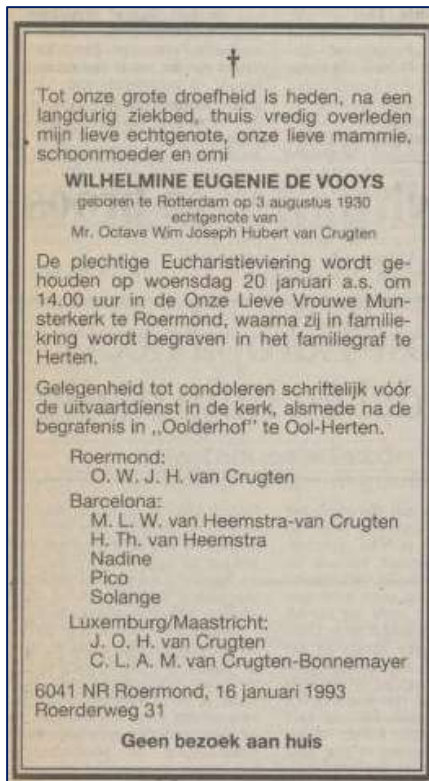 Tot onze grote droefheid is heden, na een
langdurig ziekbed, thuis vredig overleden
mijn lieve echtgenote, onze lieve mammie,
schoonmoeder en omi
WILHELMINE EUGENIE DE VOOYS
geboren te Rotterdam op 3 augustus 1930
echtgenote van
Mr. Octave Wim Joseph Hubert van Crugten
De plechtige Eucharistieviering wordt ge-
houden op woensdag 20 januari a.s. om
14.00 uur in de Onze Lieve Vrouwe Mun-
sterkerk te Roermond, waarna zij in familie-
kring wordt begraven in het familiegraf te
Herten.
Gelegenheid tot condoleren schriftelijk vóór
de uitvaartdienst in de kerk, alsmede na de
begrafenis in „Oolderhof” te Ool-Herten.
Roermond:
O. W. J. H. van Crugten
Barcelona:
M. L. W. van Heemstra-van Crugten
H. Th. van Heemstra
Nadine
Pico
Solange
Luxemburg/Maastricht:
J. O. H. van Crugten
C. L. A. M. van Crugten-Bonnemayer
6041 NR Roermond, 16 januari 1993
Roerderweg 31
Geen bezoek aan huis